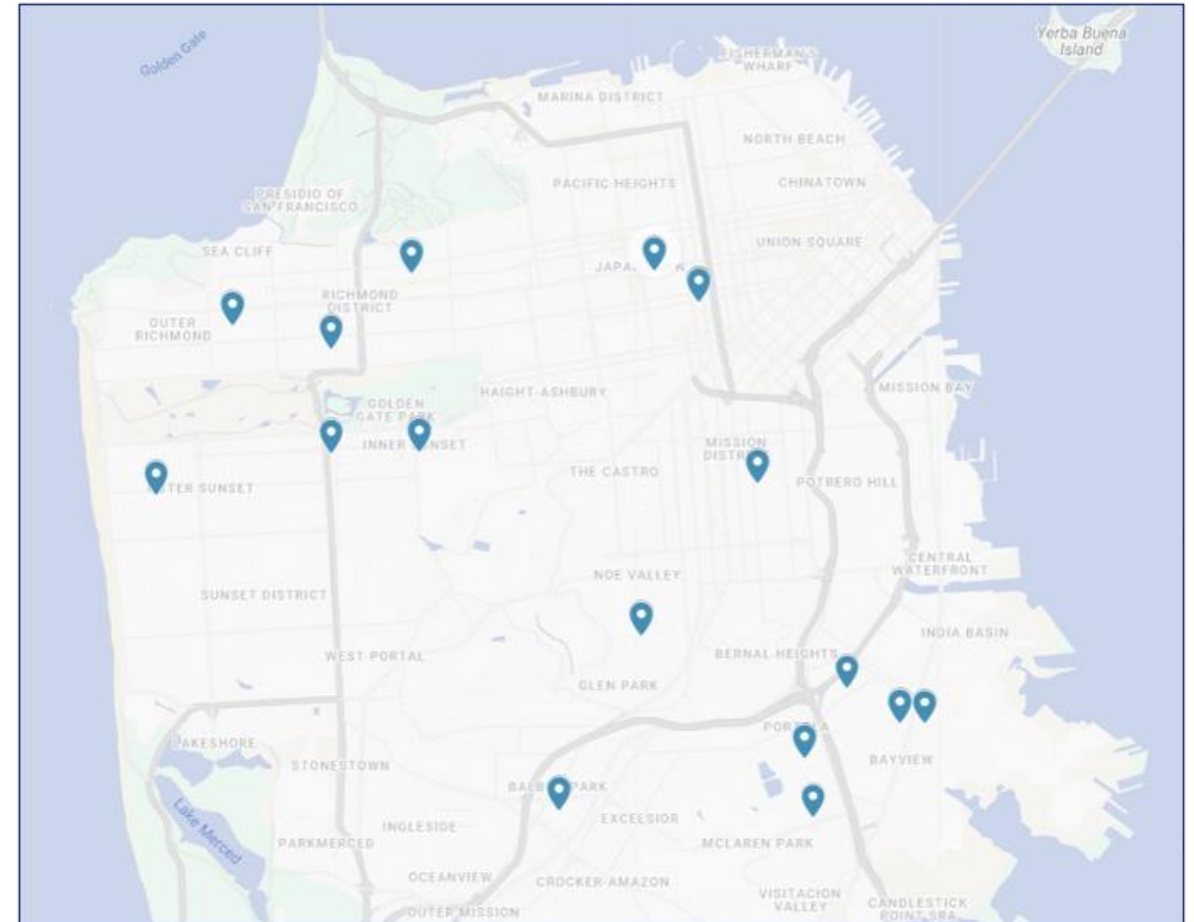 Yerba Buena
Island
Golden Gate
FISHERMAN'S
WHARF
MARINA DISTRICT
NORTH BEACH
PACIFIC HEIGHTS
CHINATOWN
PRESIDIO OF
SAN FRANCISCO
UNION SQUARE
SEA CLIFF
RICHMOND
DISTRICT
OUTER
RICHMOND
MISSION BAY
HAIGHT-ASHBURY
GOLDEN
GATE PARK
INNER SUNSET
MISSION
THE CASTRO
POTRERO HILL
OUTER SUNSET
CENTRAL
WATERFRONT
NOE VALLEY
SUNSET DISTRICT
INDIA BASIN
BERNAL HEIGHTS
WEST PORTAL
GLEN PARK
LAKESHORE
BAYVIEW
STONESTOWN
PARK
EXCELSIOR
INGLESIDE
Lake Merced
PARKMERCED
MCLAREN PARK
OCEANVIEW
CROCKER-AMAZON
VISITACION
VALLEY
CANDLESTICK
POINT SRA
OUTER MISSION